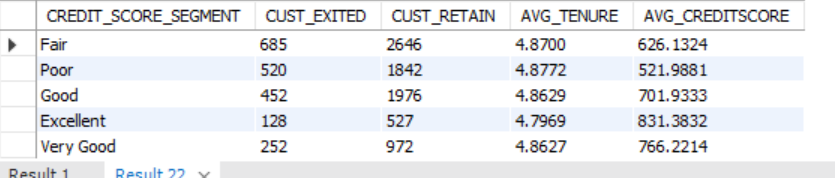 CREDIT_SCORE_SEGMENT CUST_EXITED CUST_RETAIN AVG_TENURE AVG_CREDITSCORE
Fair 685 2646 4.8700 626.1324
Poor 520 1842 4.8772 521.9881
Good 452 1976 4.8629 701.9333
Excellent 128 527 4.7969 831.3832
Very Good 252 972 4.8627 766.2214
Result 1 Result 22